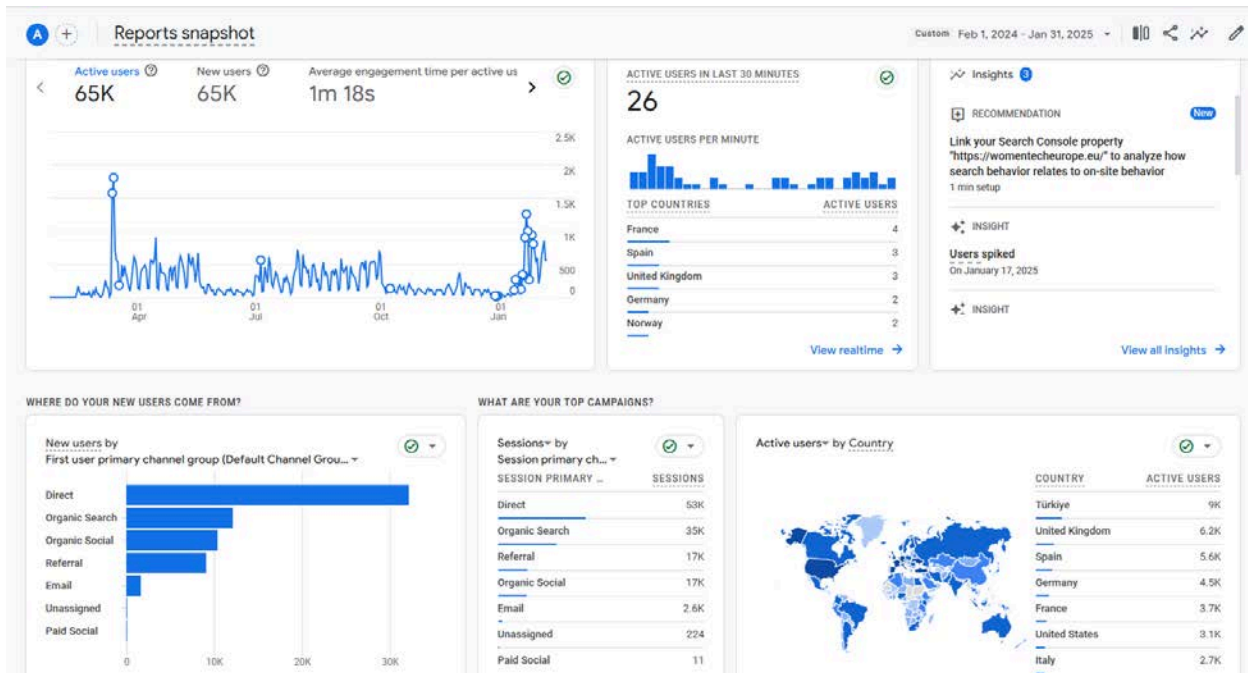 A
Reports snapshot
Custom Feb 1, 2024 - Jan 31, 2025
Active users
65K
New users
65K
Average engagement time per active us
1m 18s
2.5K
2K
1.5K
1K
500
0
01
Apr
01
Jul
01
Oct
01
Jan
ACTIVE USERS IN LAST 30 MINUTES
26
ACTIVE USERS PER MINUTE
TOP COUNTRIES ACTIVE USERS
France 4
Spain 3
United Kingdom 3
Germany 2
Norway 2
View realtime
Insights 3
RECOMMENDATION New
Link your Search Console property
"https://womentecheurope.eu/" to analyze how
search behavior relates to on-site behavior
1 min setup
INSIGHT
Users spiked
On January 17, 2025
INSIGHT
View all insights
WHERE DO YOUR NEW USERS COME FROM?
New users by
First user primary channel group (Default Channel Grou...
Direct
Organic Search
Organic Social
Referral
Email
Unassigned
Paid Social
0 10K 20K 30K
WHAT ARE YOUR TOP CAMPAIGNS?
Sessions by
Session primary ch...
SESSION PRIMARY ... SESSIONS
Direct 53K
Organic Search 35K
Referral 17K
Organic Social 17K
Email 2.6K
Unassigned 224
Paid Social 11
Active users by Country
COUNTRY ACTIVE USERS
Türkiye 9K
United Kingdom 6.2K
Spain 5.6K
Germany 4.5K
France 3.7K
United States 3.1K
Italy 2.7K